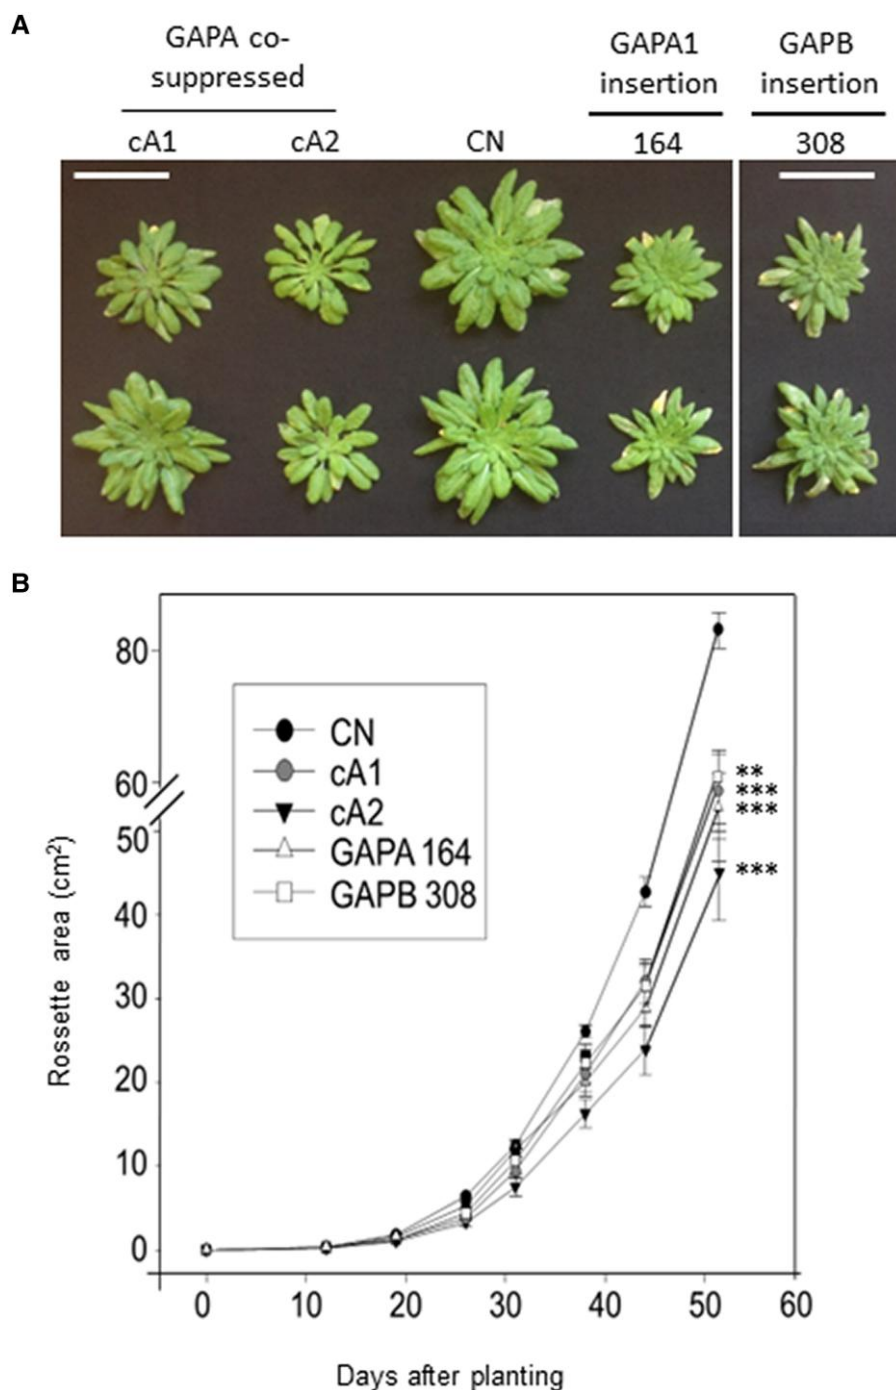 A
GAPA co-
suppressed
GAPA1
insertion
GAPB
insertion
cA1
cA2
CN
164
308
B
80
60
50
40
30
20
10
0
Rossette area (cm²)
CN
cA1
cA2
GAPA 164
GAPB 308
**
***
***
***
0 10 20 30 40 50 60
Days after planting